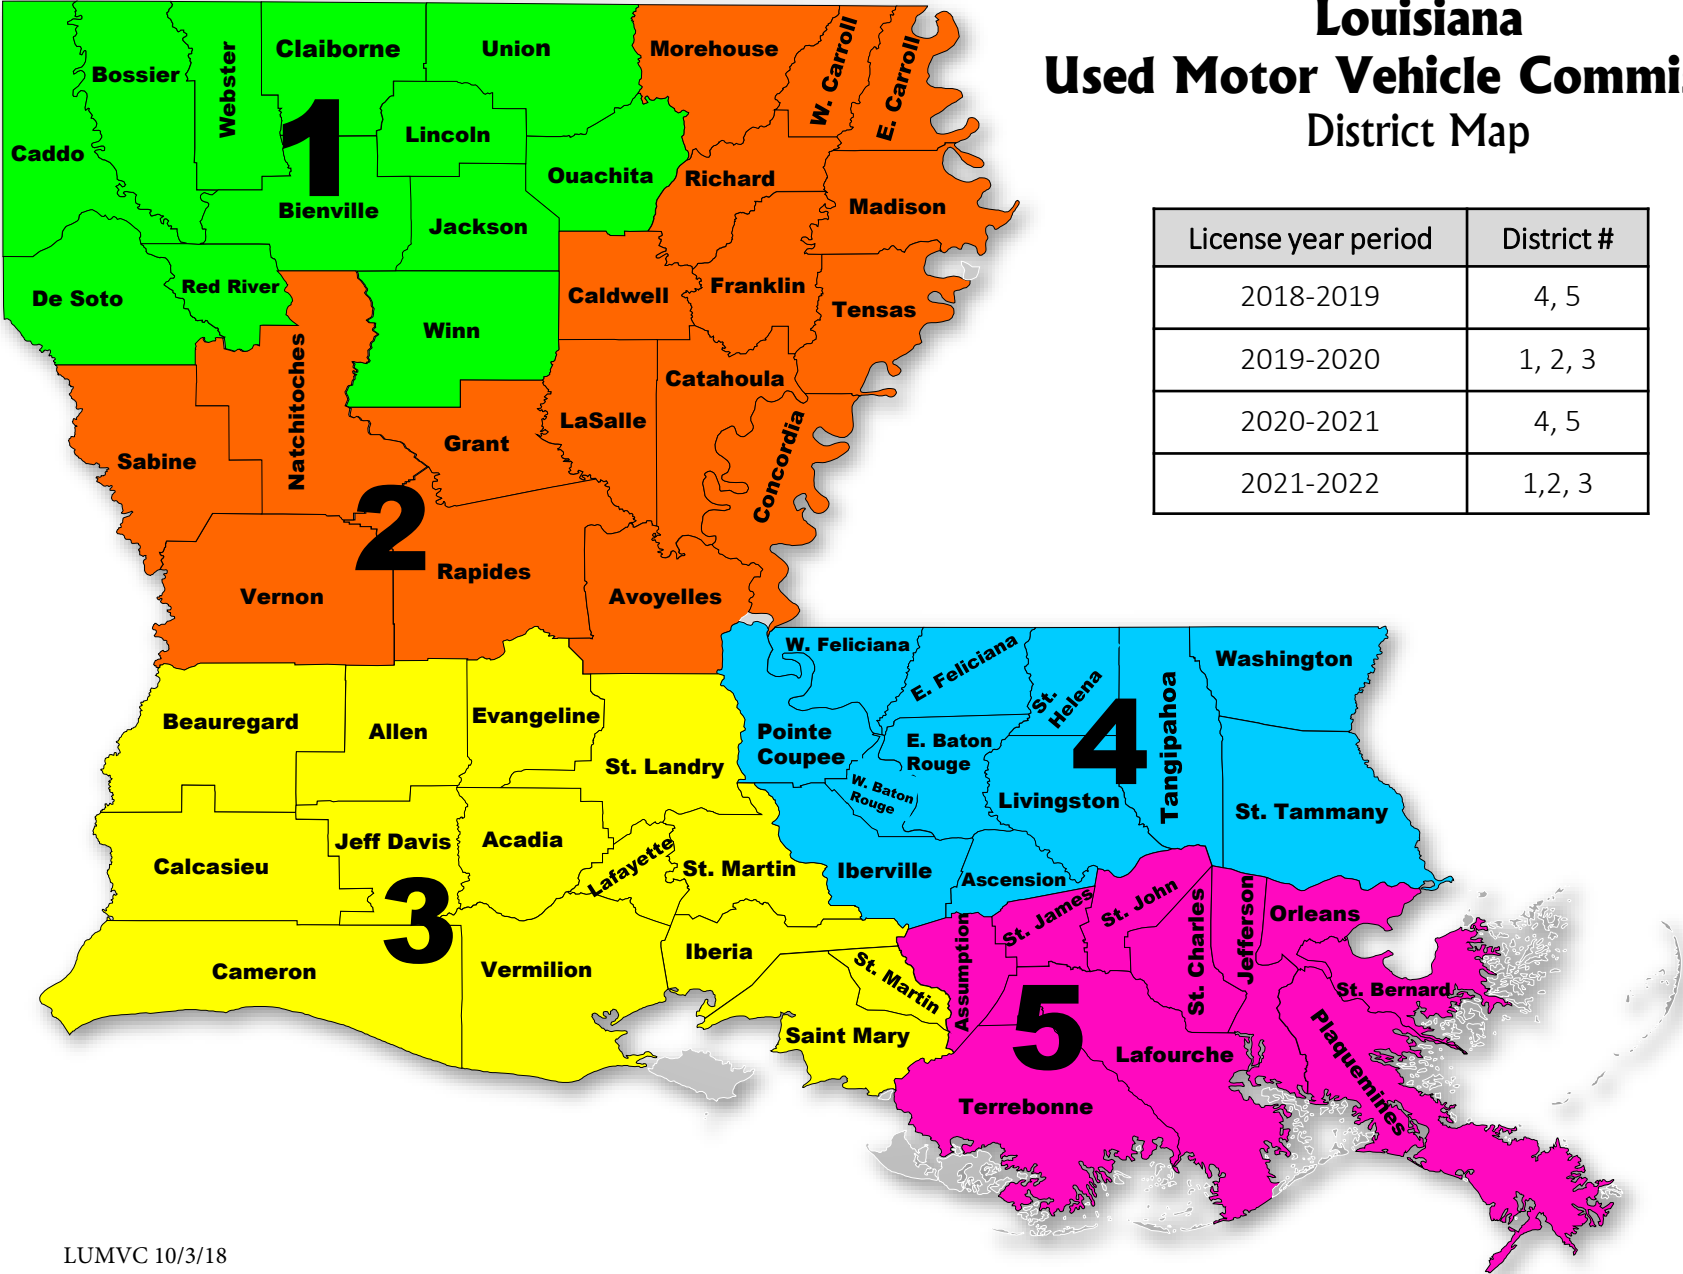 Louisiana
Used Motor Vehicle Commi
District Map
License year period District #
2018-2019 4, 5
2019-2020 1, 2, 3
2020-2021 4, 5
2021-2022 1,2, 3
Caddo
Bossier
Webster
Claiborne
Union
Lincoln
Ouachita
1
Bienville
Jackson
De Soto
Red River
Winn
Morehouse
W. Carroll
E. Carroll
Richard
Madison
Caldwell
Franklin
Tensas
Natchitoches
Sabine
Grant
LaSalle
Catahoula
Concordia
2
Vernon
Rapides
Avoyelles
Beauregard
Allen
Evangeline
St. Landry
Calcasieu
Jeff Davis
Acadia
Lafayette
St. Martin
3
Cameron
Vermilion
Iberia
St. Martin
Saint Mary
W. Feliciana
E. Feliciana
St.
Helena
Tangipahoa
Washington
Pointe
Coupee
E. Baton
Rouge
W. Baton
Rouge
4
Livingston
St. Tammany
Iberville
Ascension
Assumption
St. James
St. John
St. Charles
Jefferson
Orleans
St. Bernard
Plaquemines
5
Lafourche
Terrebonne
LUMVC 10/3/18